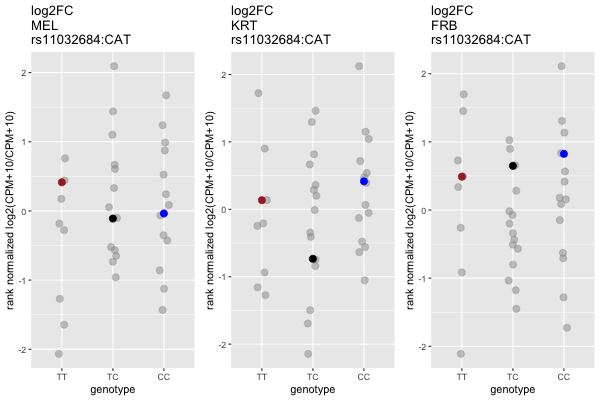 log2FC
MEL
rs11032684:CAT
rank normalized log2(CPM+10/CPM+10)
2
1
0
-1
-2
TT
TC
CC
genotype
log2FC
KRT
rs11032684:CAT
rank normalized log2(CPM+10/CPM+10)
2
1
0
-1
-2
TT
TC
CC
genotype
log2FC
FRB
rs11032684:CAT
rank normalized log2(CPM+10/CPM+10)
2
1
0
-1
-2
TT
TC
CC
genotype